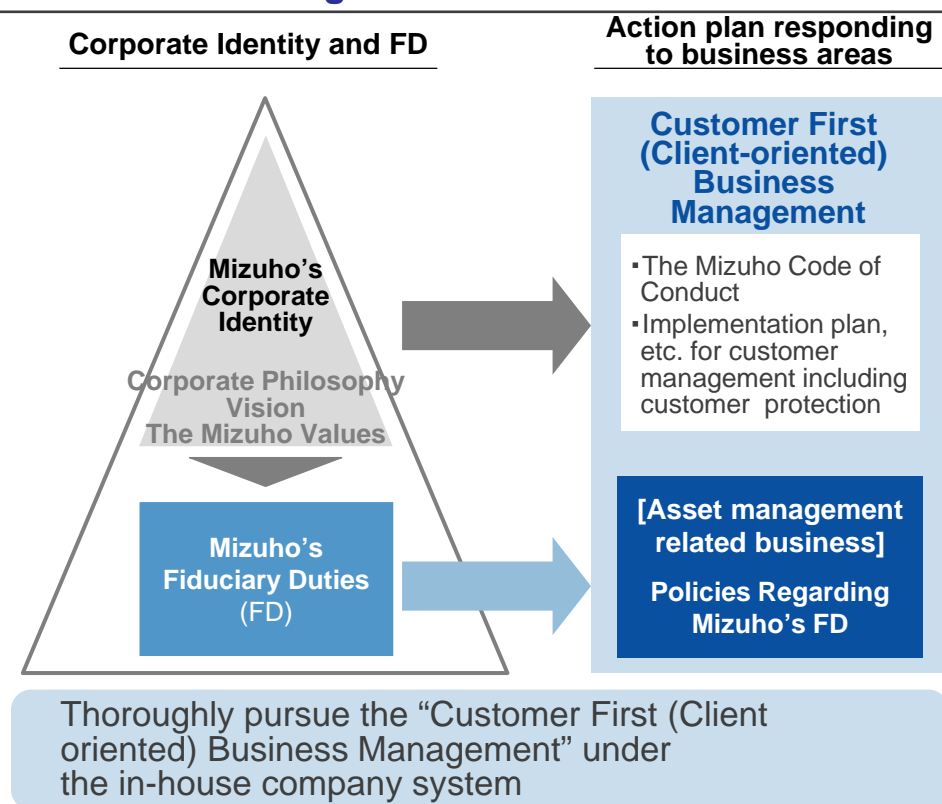 Corporate Identity and FD
Action plan responding
to business areas
Mizuho's
Corporate
Identity
Corporate Philosophy
Vision
The Mizuho Values
Mizuho's
Fiduciary Duties
(FD)
Customer First
(Client-oriented)
Business
Management
▪The Mizuho Code of
Conduct
▪Implementation plan,
etc. for customer
management including
customer protection
[Asset management
related business]
Policies Regarding
Mizuho's FD
Thoroughly pursue the “Customer First (Client
oriented) Business Management” under
the in-house company system